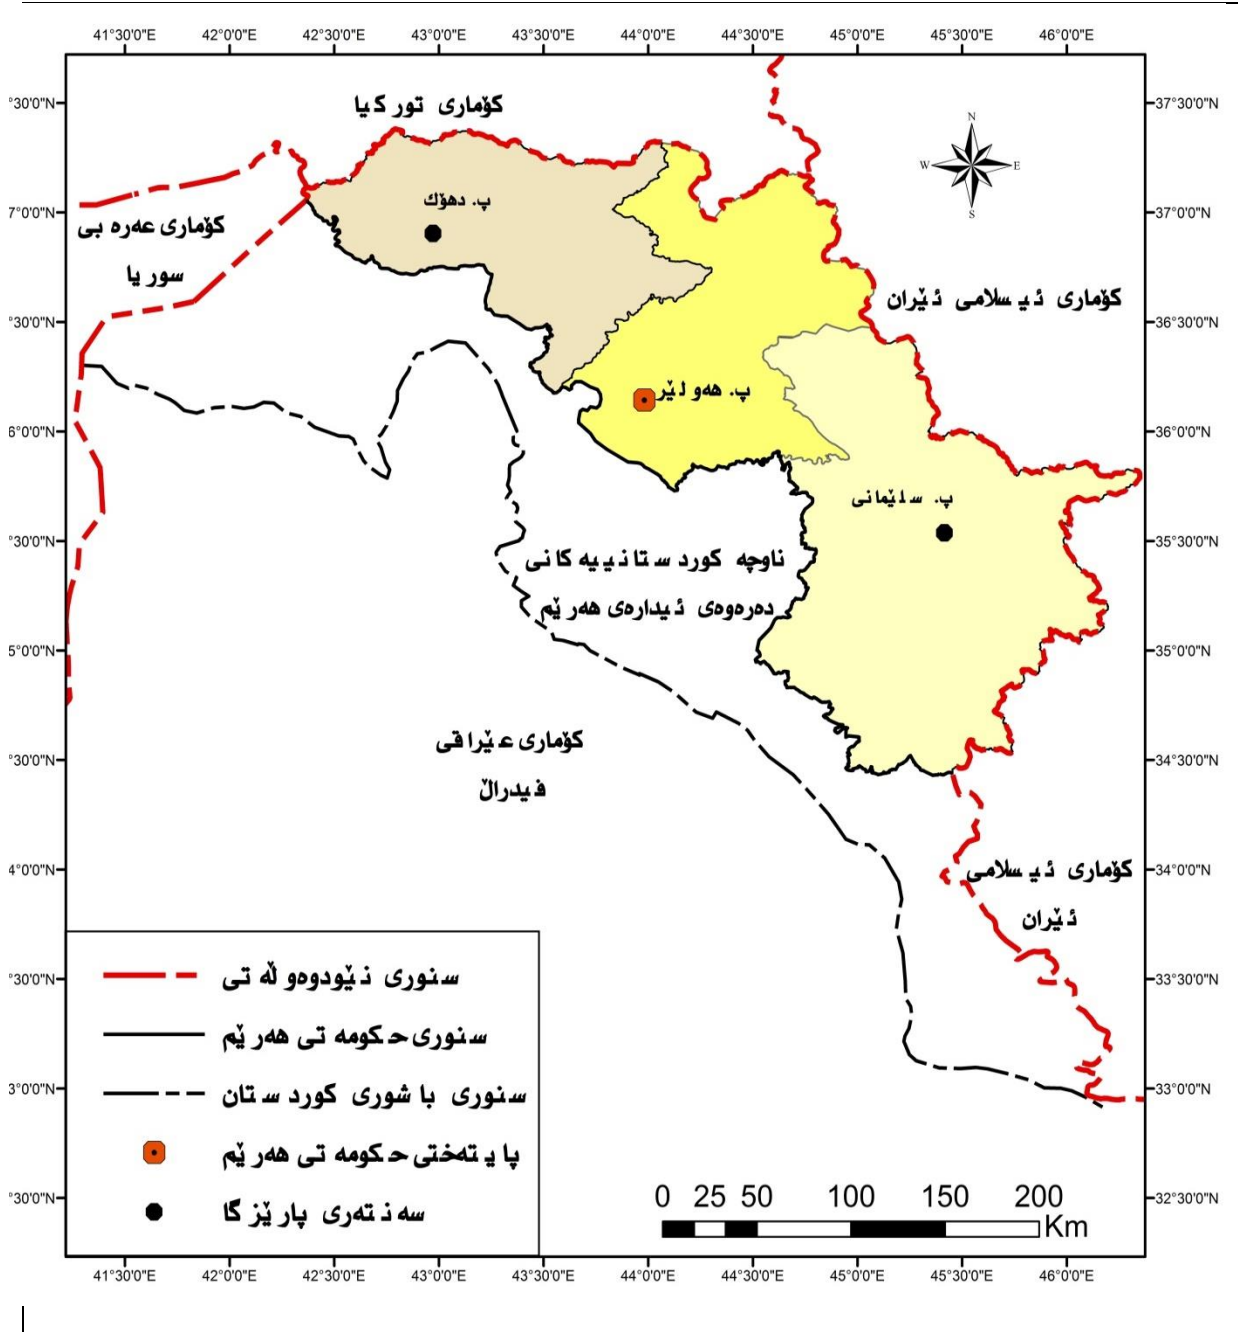 41°30'0"E 42°0'0"E 42°30'0"E 43°0'0"E 43°30'0"E 44°0'0"E 44°30'0"E 45°0'0"E 45°30'0"E 46°0'0"E
°30'0"N
37°30'0"N
کۆماری تورکیا
N
W E
S
پ. دهۆك
7°0'0"N
37°0'0"N
کۆماری عەرەبی
سوریا
کۆماری ئیسلامی ئێران
°30'0"N
36°30'0"N
پ. هەولێر
6°0'0"N
36°0'0"N
پ. سلێمانی
°30'0"N
35°30'0"N
ناوچە کوردستانییەکانی
دەرەوەی ئیدارەی هەرێم
5°0'0"N
35°0'0"N
کۆماری عێراقی
فیدراڵ
°30'0"N
34°30'0"N
4°0'0"N
34°0'0"N
کۆماری ئیسلامی
ئێران
°30'0"N
33°30'0"N
سنوری نێودوەوڵەتی
سنوری حکومەتی هەرێم
3°0'0"N
33°0'0"N
سنوری باشوری کوردستان
پایتەختی حکومەتی هەرێم
سەنتەری پارێزگا
°30'0"N
32°30'0"N
0 25 50 100 150 200
Km
41°30'0"E 42°0'0"E 42°30'0"E 43°0'0"E 43°30'0"E 44°0'0"E 44°30'0"E 45°0'0"E 45°30'0"E 46°0'0"E